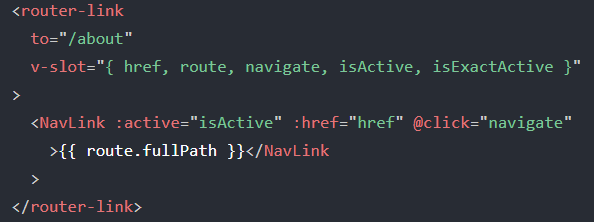 <router-link
to="/about"
v-slot="{ href, route, navigate, isActive, isExactActive }"
>
<NavLink :active="isActive" :href="href" @click="navigate"
>{{ route.fullPath }}</NavLink
>
</router-link>